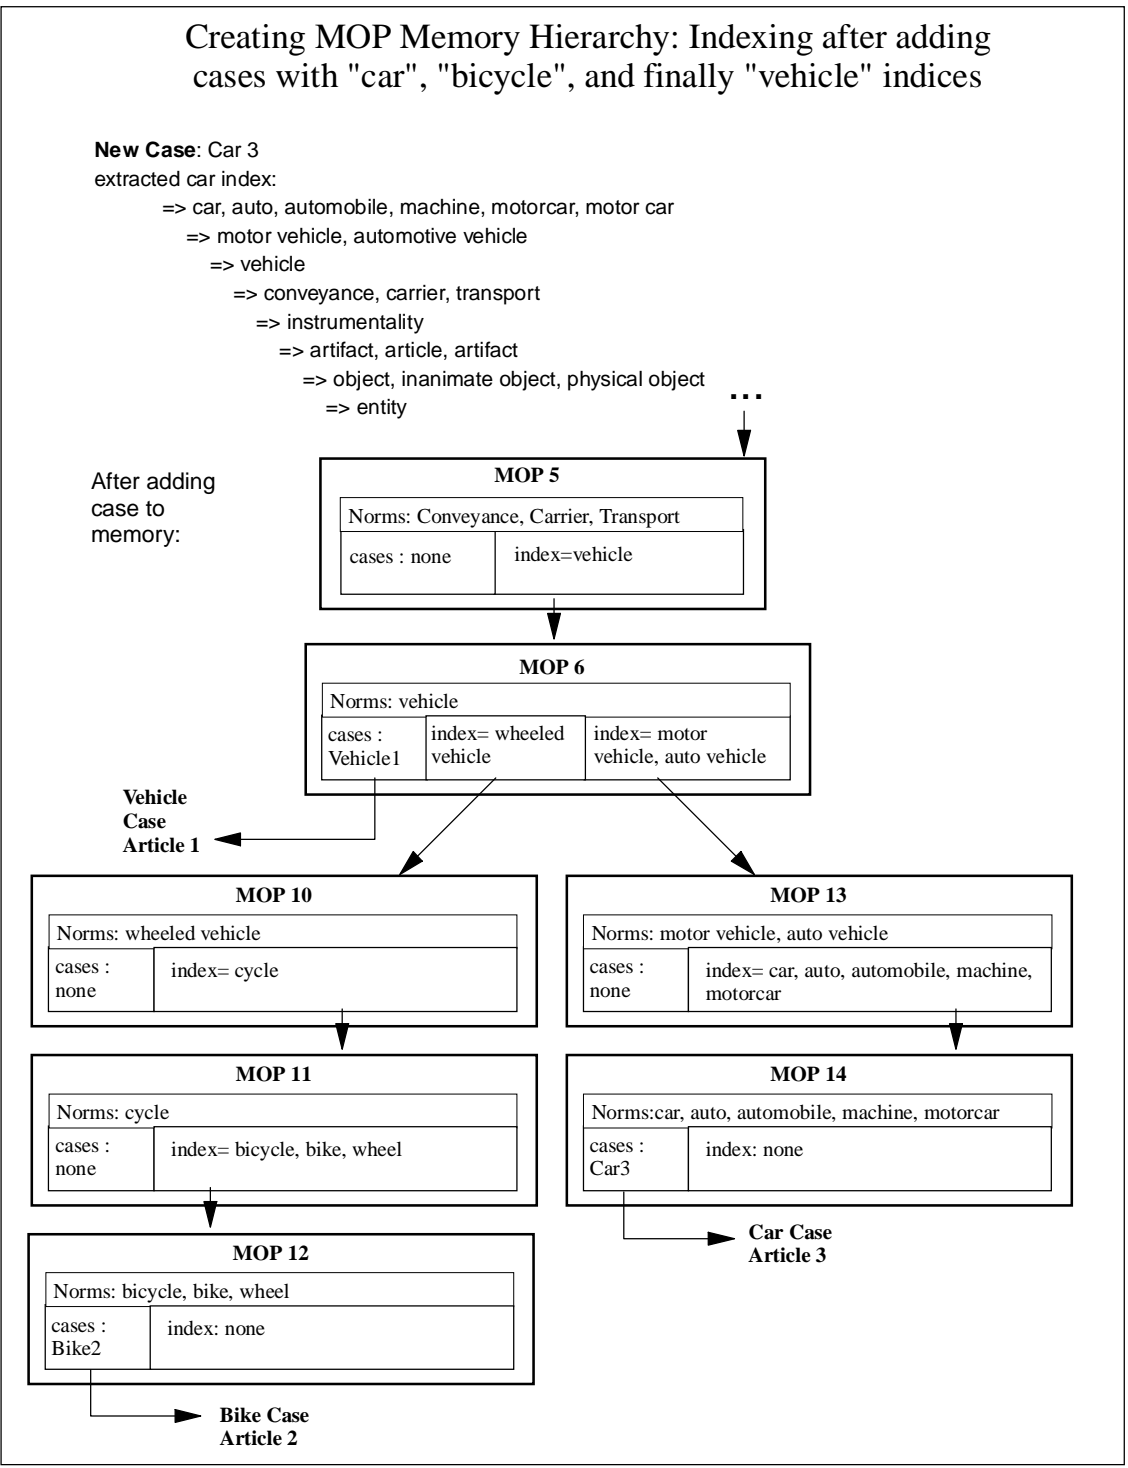 Creating MOP Memory Hierarchy: Indexing after adding
cases with "car", "bicycle", and finally "vehicle" indices
New Case: Car 3
extracted car index:
=> car, auto, automobile, machine, motorcar, motor car
=> motor vehicle, automotive vehicle
=> vehicle
=> conveyance, carrier, transport
=> instrumentality
=> artifact, article, artifact
=> object, inanimate object, physical object
=> entity
...
After adding
case to
memory:
MOP 5
Norms: Conveyance, Carrier, Transport
cases : none
index=vehicle
MOP 6
Norms: vehicle
cases :
Vehicle1
index= wheeled
vehicle
index= motor
vehicle, auto vehicle
Vehicle
Case
Article 1
MOP 10
Norms: wheeled vehicle
cases :
none
index= cycle
MOP 13
Norms: motor vehicle, auto vehicle
cases :
none
index= car, auto, automobile, machine,
motorcar
MOP 11
Norms: cycle
cases :
none
index= bicycle, bike, wheel
MOP 14
Norms:car, auto, automobile, machine, motorcar
cases :
Car3
index: none
Car Case
Article 3
MOP 12
Norms: bicycle, bike, wheel
cases :
Bike2
index: none
Bike Case
Article 2